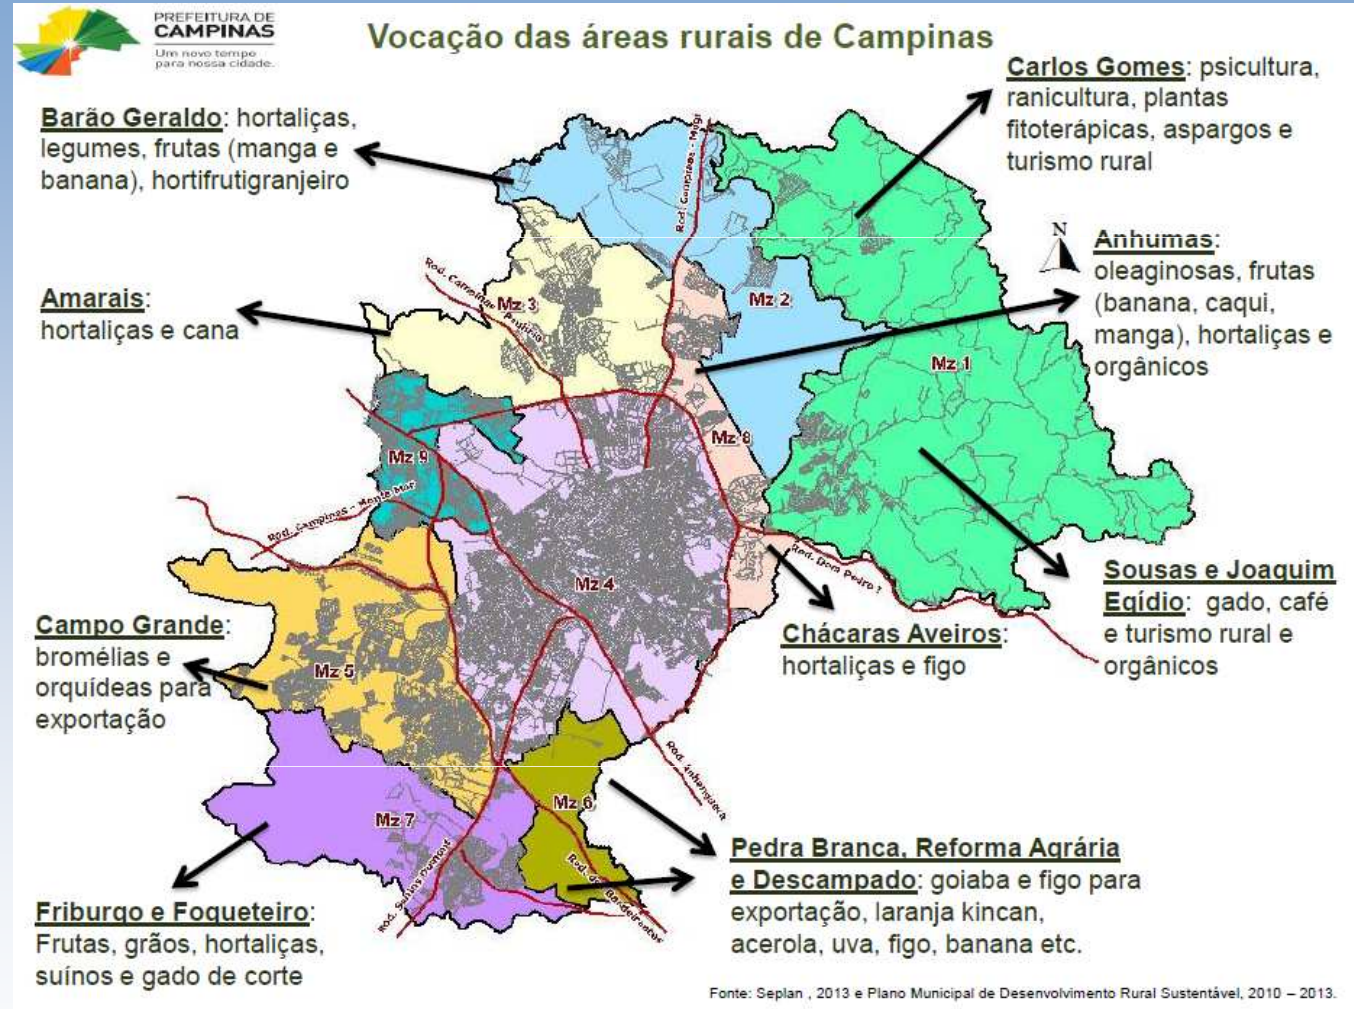 PREFEITURA DE
CAMPINAS
Um novo tempo
para nossa cidade.
Vocação das áreas rurais de Campinas
Carlos Gomes: psicultura,
ranicultura, plantas
fitoterápicas, aspargos e
turismo rural
Barão Geraldo: hortaliças,
legumes, frutas (manga e
banana), hortifrutigranjeiro
N
Anhumas:
oleaginosas, frutas
(banana, caqui,
manga), hortaliças e
orgânicos
Amarais:
hortaliças e cana
Rod. Campinas - Mogi
Rod. Campinas Paulínia
Mz 3
Mz 2
Mz 1
Mz 8
Mz 9
Rod. Campinas - Monte Mor
Mz 4
Rod. Dom Pedro I
Sousas e Joaquim
Egídio: gado, café
e turismo rural e
orgânicos
Chácaras Aveiros:
hortaliças e figo
Campo Grande:
bromélias e
orquídeas para
exportação
Mz 5
Rod. Anhanguera
Mz 6
Mz 7
Rod. Santos Dumont
Rod. dos Bandeirantes
Pedra Branca, Reforma Agrária
e Descampado: goiaba e figo para
exportação, laranja kincan,
acerola, uva, figo, banana etc.
Friburgo e Fogueteiro:
Frutas, grãos, hortaliças,
suínos e gado de corte
Fonte: Seplan , 2013 e Plano Municipal de Desenvolvimento Rural Sustentável, 2010 – 2013.